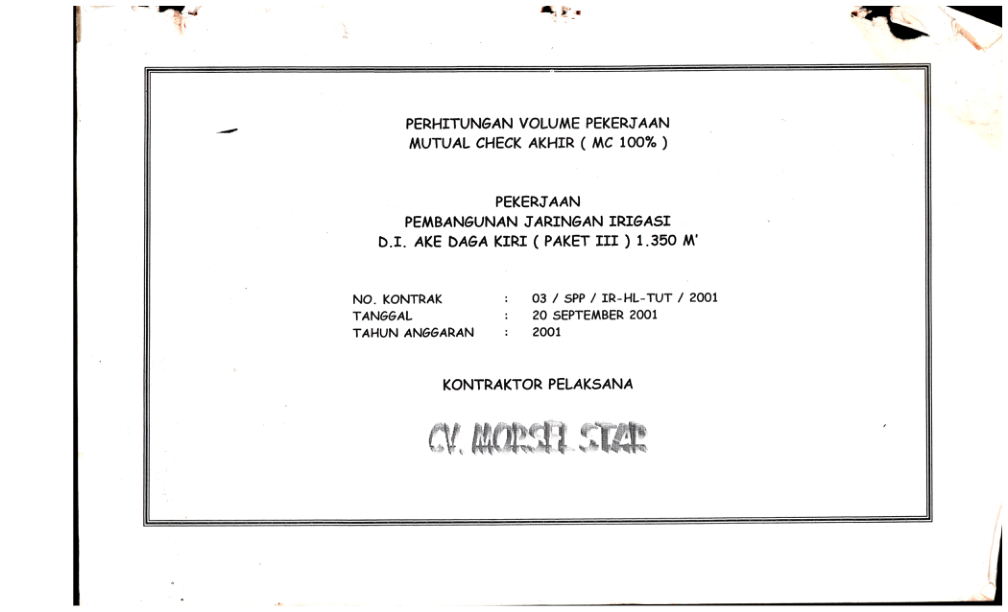 PERHITUNGAN VOLUME PEKERJAAN
MUTUAL CHECK AKHIR ( MC 100% )
PEKERJAAN
PEMBANGUNAN JARINGAN IRIGASI
D.I. AKE DAGA KIRI ( PAKET III ) 1.350 M'
NO. KONTRAK : 03 / SPP / IR-HL-TUT / 2001
TANGGAL : 20 SEPTEMBER 2001
TAHUN ANGGARAN : 2001
KONTRAKTOR PELAKSANA
CV. MORSEL STAR